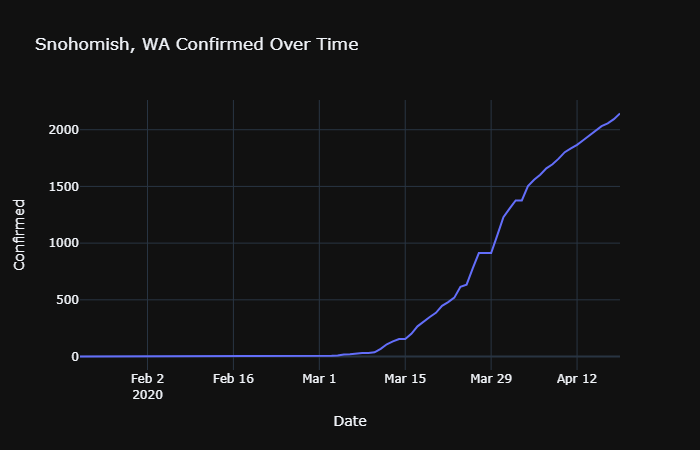 Snohomish, WA Confirmed Over Time
Confirmed
2000
1500
1000
500
0
Feb 2
2020
Feb 16
Mar 1
Mar 15
Mar 29
Apr 12
Date